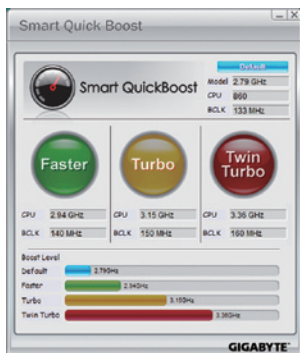 Smart Quick Boost
Default
Smart QuickBoost
Model 2.79 GHz
CPU 860
BCLK 133 MHz
Faster
Turbo
Twin Turbo
CPU 2.94 GHz
CPU 3.15 GHz
CPU 3.36 GHz
BCLK 140 MHz
BCLK 150 MHz
BCLK 160 MHz
Boost Level
Default 2.79GHz
Faster 2.94GHz
Turbo 3.15GHz
Twin Turbo 3.36GHz
GIGABYTE™